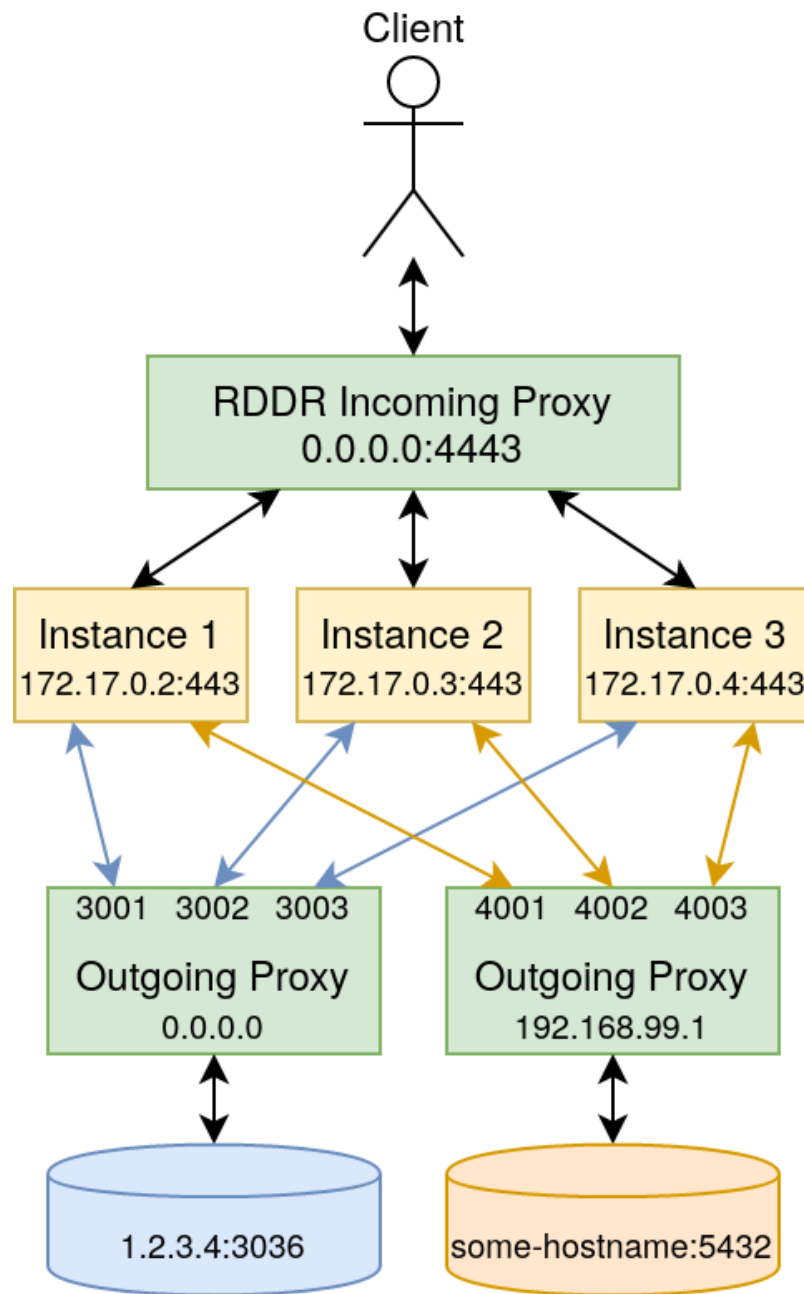 Client
RDDR Incoming Proxy
0.0.0.0:4443
Instance 1
172.17.0.2:443
Instance 2
172.17.0.3:443
Instance 3
172.17.0.4:443
3001 3002 3003
Outgoing Proxy
0.0.0.0
4001 4002 4003
Outgoing Proxy
192.168.99.1
1.2.3.4:3036
some-hostname:5432